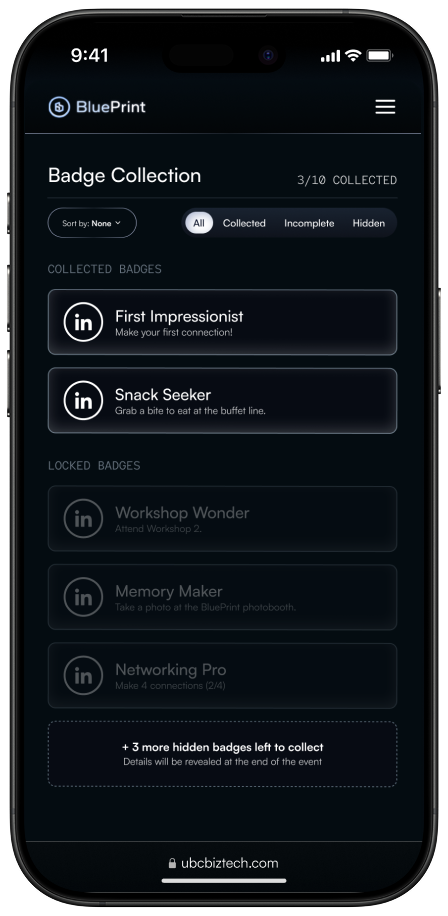 9:41
BluePrint
Badge Collection
3/10 COLLECTED
Sort by: None
All Collected Incomplete Hidden
COLLECTED BADGES
in
First Impressionist
Make your first connection!
in
Snack Seeker
Grab a bite to eat at the buffet line.
LOCKED BADGES
in
Workshop Wonder
Attend Workshop 2.
in
Memory Maker
Take a photo at the BluePrint photobooth.
in
Networking Pro
Make 4 connections (2/4)
+ 3 more hidden badges left to collect
Details will be revealed at the end of the event
ubcbiztech.com